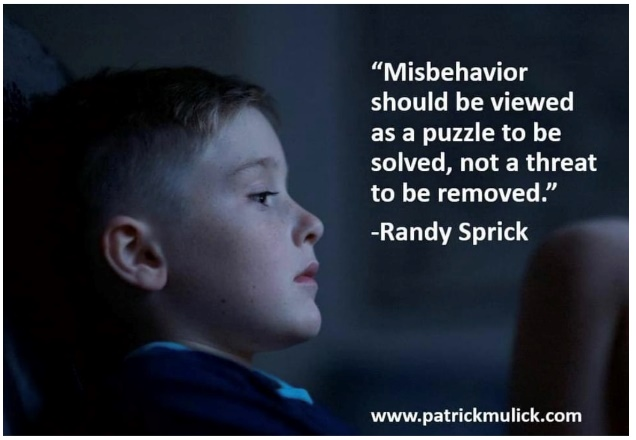 “Misbehavior
should be viewed
as a puzzle to be
solved, not a threat
to be removed.”
-Randy Sprick
www.patrickmulick.com